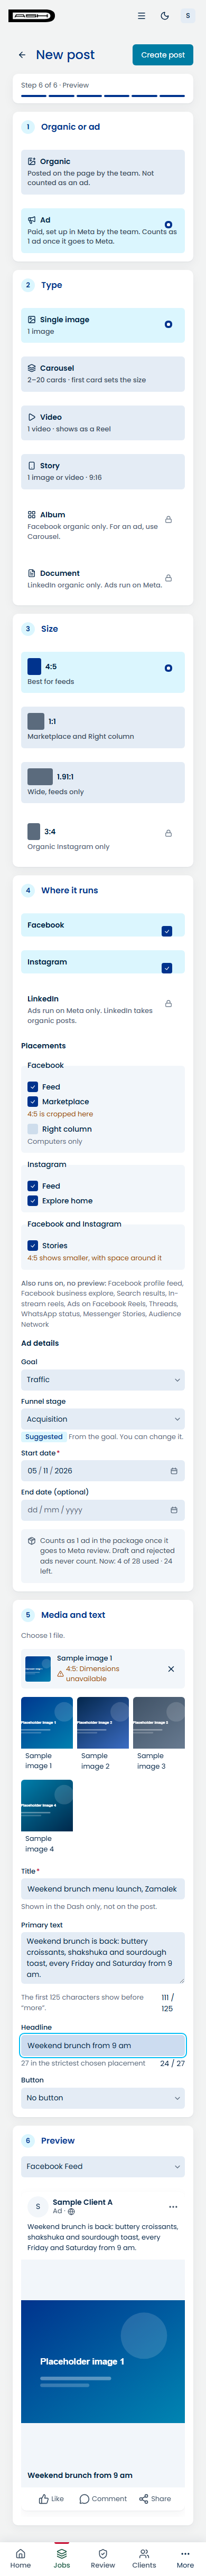 DASH
S
New post
Create post
Step 6 of 6 · Preview
1 Organic or ad
Organic
Posted on the page by the team. Not
counted as an ad.
Ad
Paid, set up in Meta by the team. Counts as
1 ad once it goes to Meta.
2 Type
Single image
1 image
Carousel
2–20 cards · first card sets the size
Video
1 video · shows as a Reel
Story
1 image or video · 9:16
Album
Facebook organic only. For an ad, use
Carousel.
Document
LinkedIn organic only. Ads run on Meta.
3 Size
4:5
Best for feeds
1:1
Marketplace and Right column
1.91:1
Wide, feeds only
3:4
Organic Instagram only
4 Where it runs
Facebook
Instagram
LinkedIn
Ads run on Meta only. LinkedIn takes
organic posts.
Placements
Facebook
Feed
Marketplace
4:5 is cropped here
Right column
Computers only
Instagram
Feed
Explore home
Facebook and Instagram
Stories
4:5 shows smaller, with space around it
Also runs on, no preview: Facebook profile feed,
Facebook business explore, Search results, In-
stream reels, Ads on Facebook Reels, Threads,
WhatsApp status, Messenger Stories, Audience
Network
Ad details
Goal
Traffic
Funnel stage
Acquisition
Suggested From the goal. You can change it.
Start date *
05 / 11 / 2026
End date (optional)
dd / mm / yyyy
Counts as 1 ad in the package once it
goes to Meta review. Draft and rejected
ads never count. Now: 4 of 28 used · 24
left.
5 Media and text
Choose 1 file.
Sample image 1
4:5: Dimensions
unavailable
Placeholder image 1
Placeholder image 2
Placeholder image 3
Sample
image 1
Sample
image 2
Sample
image 3
Placeholder image 4
Sample
image 4
Title *
Weekend brunch menu launch, Zamalek
Shown in the Dash only, not on the post.
Primary text
Weekend brunch is back: buttery
croissants, shakshuka and sourdough
toast, every Friday and Saturday from 9
am.
The first 125 characters show before
“more”.
111 /
125
Headline
Weekend brunch from 9 am
27 in the strictest chosen placement 24 / 27
Button
No button
6 Preview
Facebook Feed
S
Sample Client A
Ad ·
Weekend brunch is back: buttery croissants,
shakshuka and sourdough toast, every
Friday and Saturday from 9 am.
Placeholder image 1
Weekend brunch from 9 am
Like Comment Share
Home Jobs Review Clients More